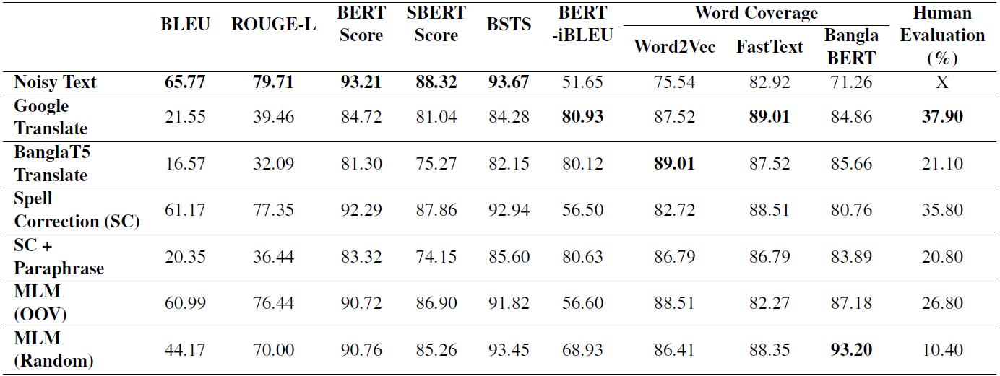 BLEU ROUGE-L BERT Score SBERT Score BSTS BERT -iBLEU Word Coverage Human Evaluation (%)
Word2Vec FastText Bangla BERT
Noisy Text 65.77 79.71 93.21 88.32 93.67 51.65 75.54 82.92 71.26 X
Google Translate 21.55 39.46 84.72 81.04 84.28 80.93 87.52 89.01 84.86 37.90
BanglaT5 Translate 16.57 32.09 81.30 75.27 82.15 80.12 89.01 87.52 85.66 21.10
Spell Correction (SC) 61.17 77.35 92.29 87.86 92.94 56.50 82.72 88.51 80.76 35.80
SC + Paraphrase 20.35 36.44 83.32 74.15 85.60 80.63 86.79 86.79 83.89 20.80
MLM (OOV) 60.99 76.44 90.72 86.90 91.82 56.60 88.51 82.27 87.18 26.80
MLM (Random) 44.17 70.00 90.76 85.26 93.45 68.93 86.41 88.35 93.20 10.40